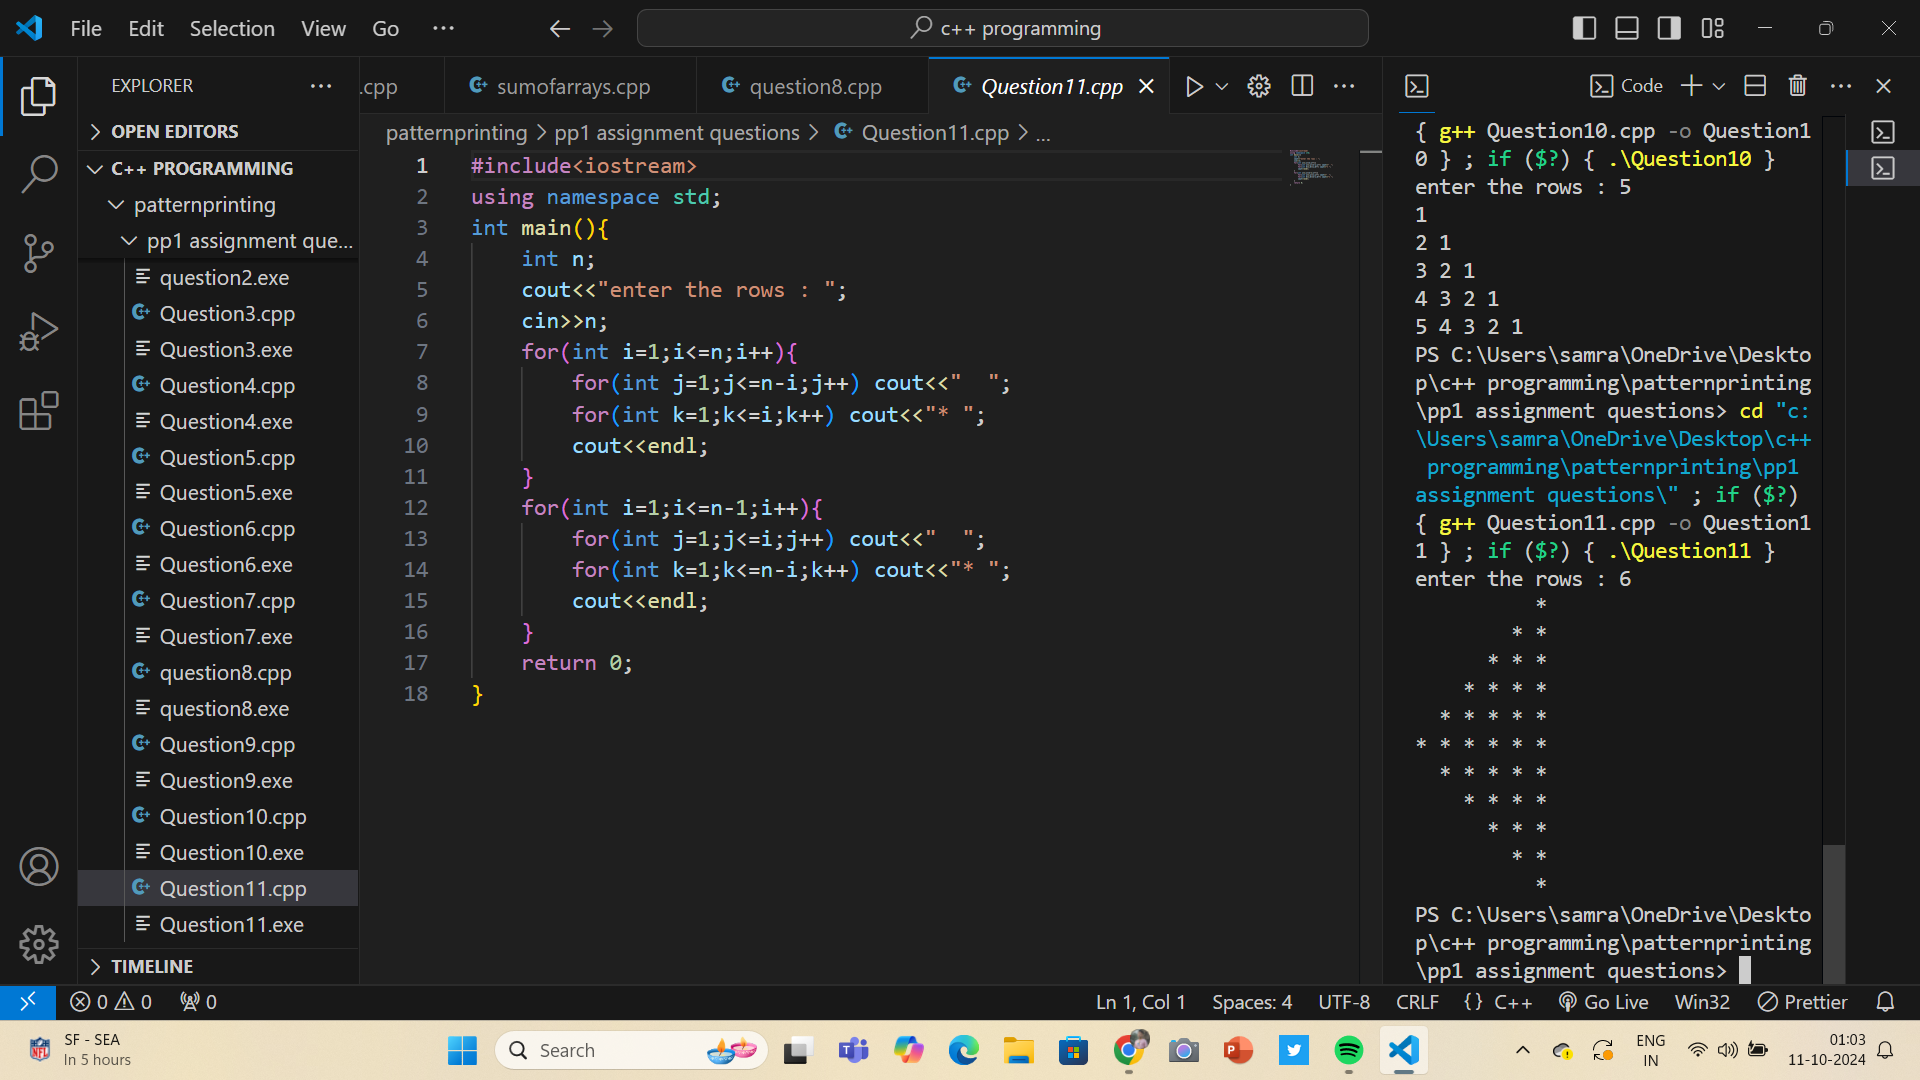 File Edit Selection View Go ···
c++ programming
EXPLORER
OPEN EDITORS
C++ PROGRAMMING
patternprinting
pp1 assignment que...
question2.exe
Question3.cpp
Question3.exe
Question4.cpp
Question4.exe
Question5.cpp
Question5.exe
Question6.cpp
Question6.exe
Question7.cpp
Question7.exe
question8.cpp
question8.exe
Question9.cpp
Question9.exe
Question10.cpp
Question10.exe
Question11.cpp
Question11.exe
TIMELINE
.cpp sumofarrays.cpp question8.cpp Question11.cpp
patternprinting > pp1 assignment questions > Question11.cpp > ...
1 #include<iostream>
2 using namespace std;
3 int main(){
4 int n;
5 cout<<"enter the rows : ";
6 cin>>n;
7 for(int i=1;i<=n;i++){
8 for(int j=1;j<=n-i;j++) cout<<"  ";
9 for(int k=1;k<=i;k++) cout<<"* ";
10 cout<<endl;
11 }
12 for(int i=1;i<=n-1;i++){
13 for(int j=1;j<=i;j++) cout<<"  ";
14 for(int k=1;k<=n-i;k++) cout<<"* ";
15 cout<<endl;
16 }
17 return 0;
18 }
Code
{ g++ Question10.cpp -o Question1
0 } ; if ($?) { .\Question10 }
enter the rows : 5
1
2 1
3 2 1
4 3 2 1
5 4 3 2 1
PS C:\Users\samra\OneDrive\Deskto
p\c++ programming\patternprinting
\pp1 assignment questions> cd "c:
\Users\samra\OneDrive\Desktop\c++
programming\patternprinting\pp1
assignment questions\" ; if ($?)
{ g++ Question11.cpp -o Question1
1 } ; if ($?) { .\Question11 }
enter the rows : 6
*
* *
* * *
* * * *
* * * * *
* * * * * *
* * * * *
* * * *
* * *
* *
*
PS C:\Users\samra\OneDrive\Deskto
p\c++ programming\patternprinting
\pp1 assignment questions>
0 0 0
Ln 1, Col 1 Spaces: 4 UTF-8 CRLF {} C++ Go Live Win32 Prettier
SF - SEA
In 5 hours
Search
ENG
IN
01:03
11-10-2024